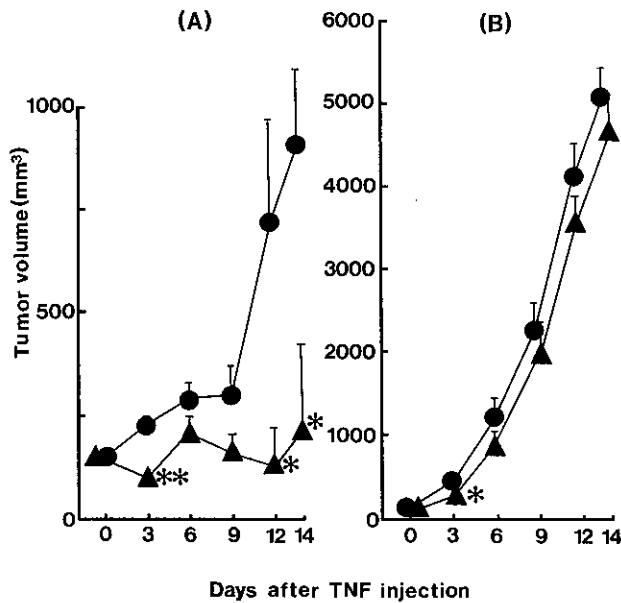 (A)
(B)
Tumor volume (mm³)
1000
500
0
0 3 6 9 12 14
6000
5000
4000
3000
2000
1000
0
0 3 6 9 12 14
**
*
*
*
Days after TNF injection